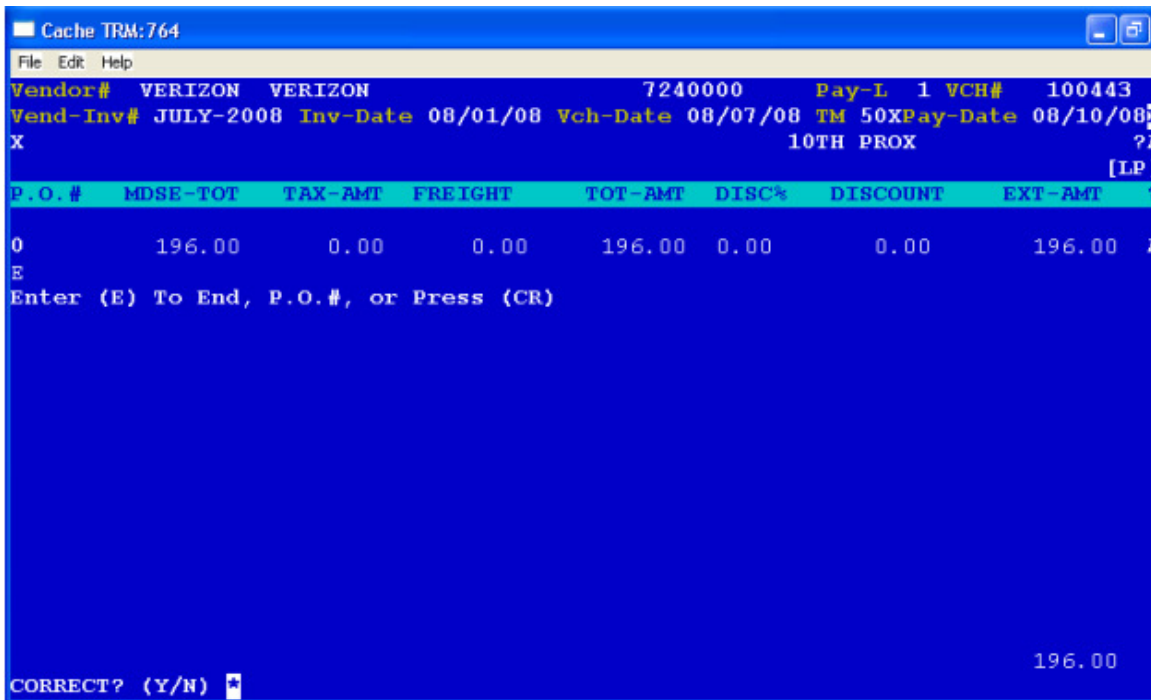 Cache TRM:764
File Edit Help
Vendor# VERIZON VERIZON 7240000 Pay-L 1 VCH# 100443
Vend-Inv# JULY-2008 Inv-Date 08/01/08 Vch-Date 08/07/08 TM 50XPay-Date 08/10/08
X 10TH PROX ?
[LP
P.O.# MDSE-TOT TAX-AMT FREIGHT TOT-AMT DISC% DISCOUNT EXT-AMT
0 196.00 0.00 0.00 196.00 0.00 0.00 196.00
E
Enter (E) To End, P.O.#, or Press (CR)
196.00
CORRECT? (Y/N) *